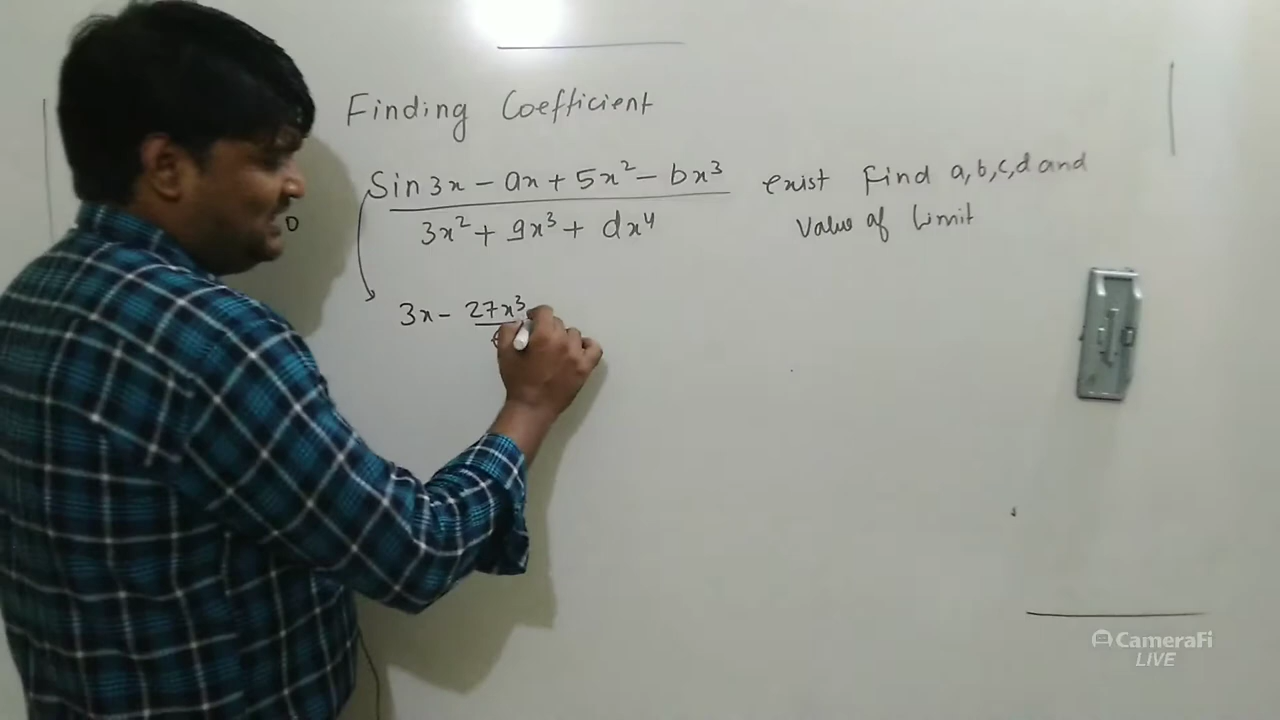 Finding Coefficient
Sin 3x - ax + 5x² - bx³ exist Find a,b,c,d and
0 3x² + 9x³ + dx⁴ Value of limit
3x - 27x³
CameraFi
LIVE